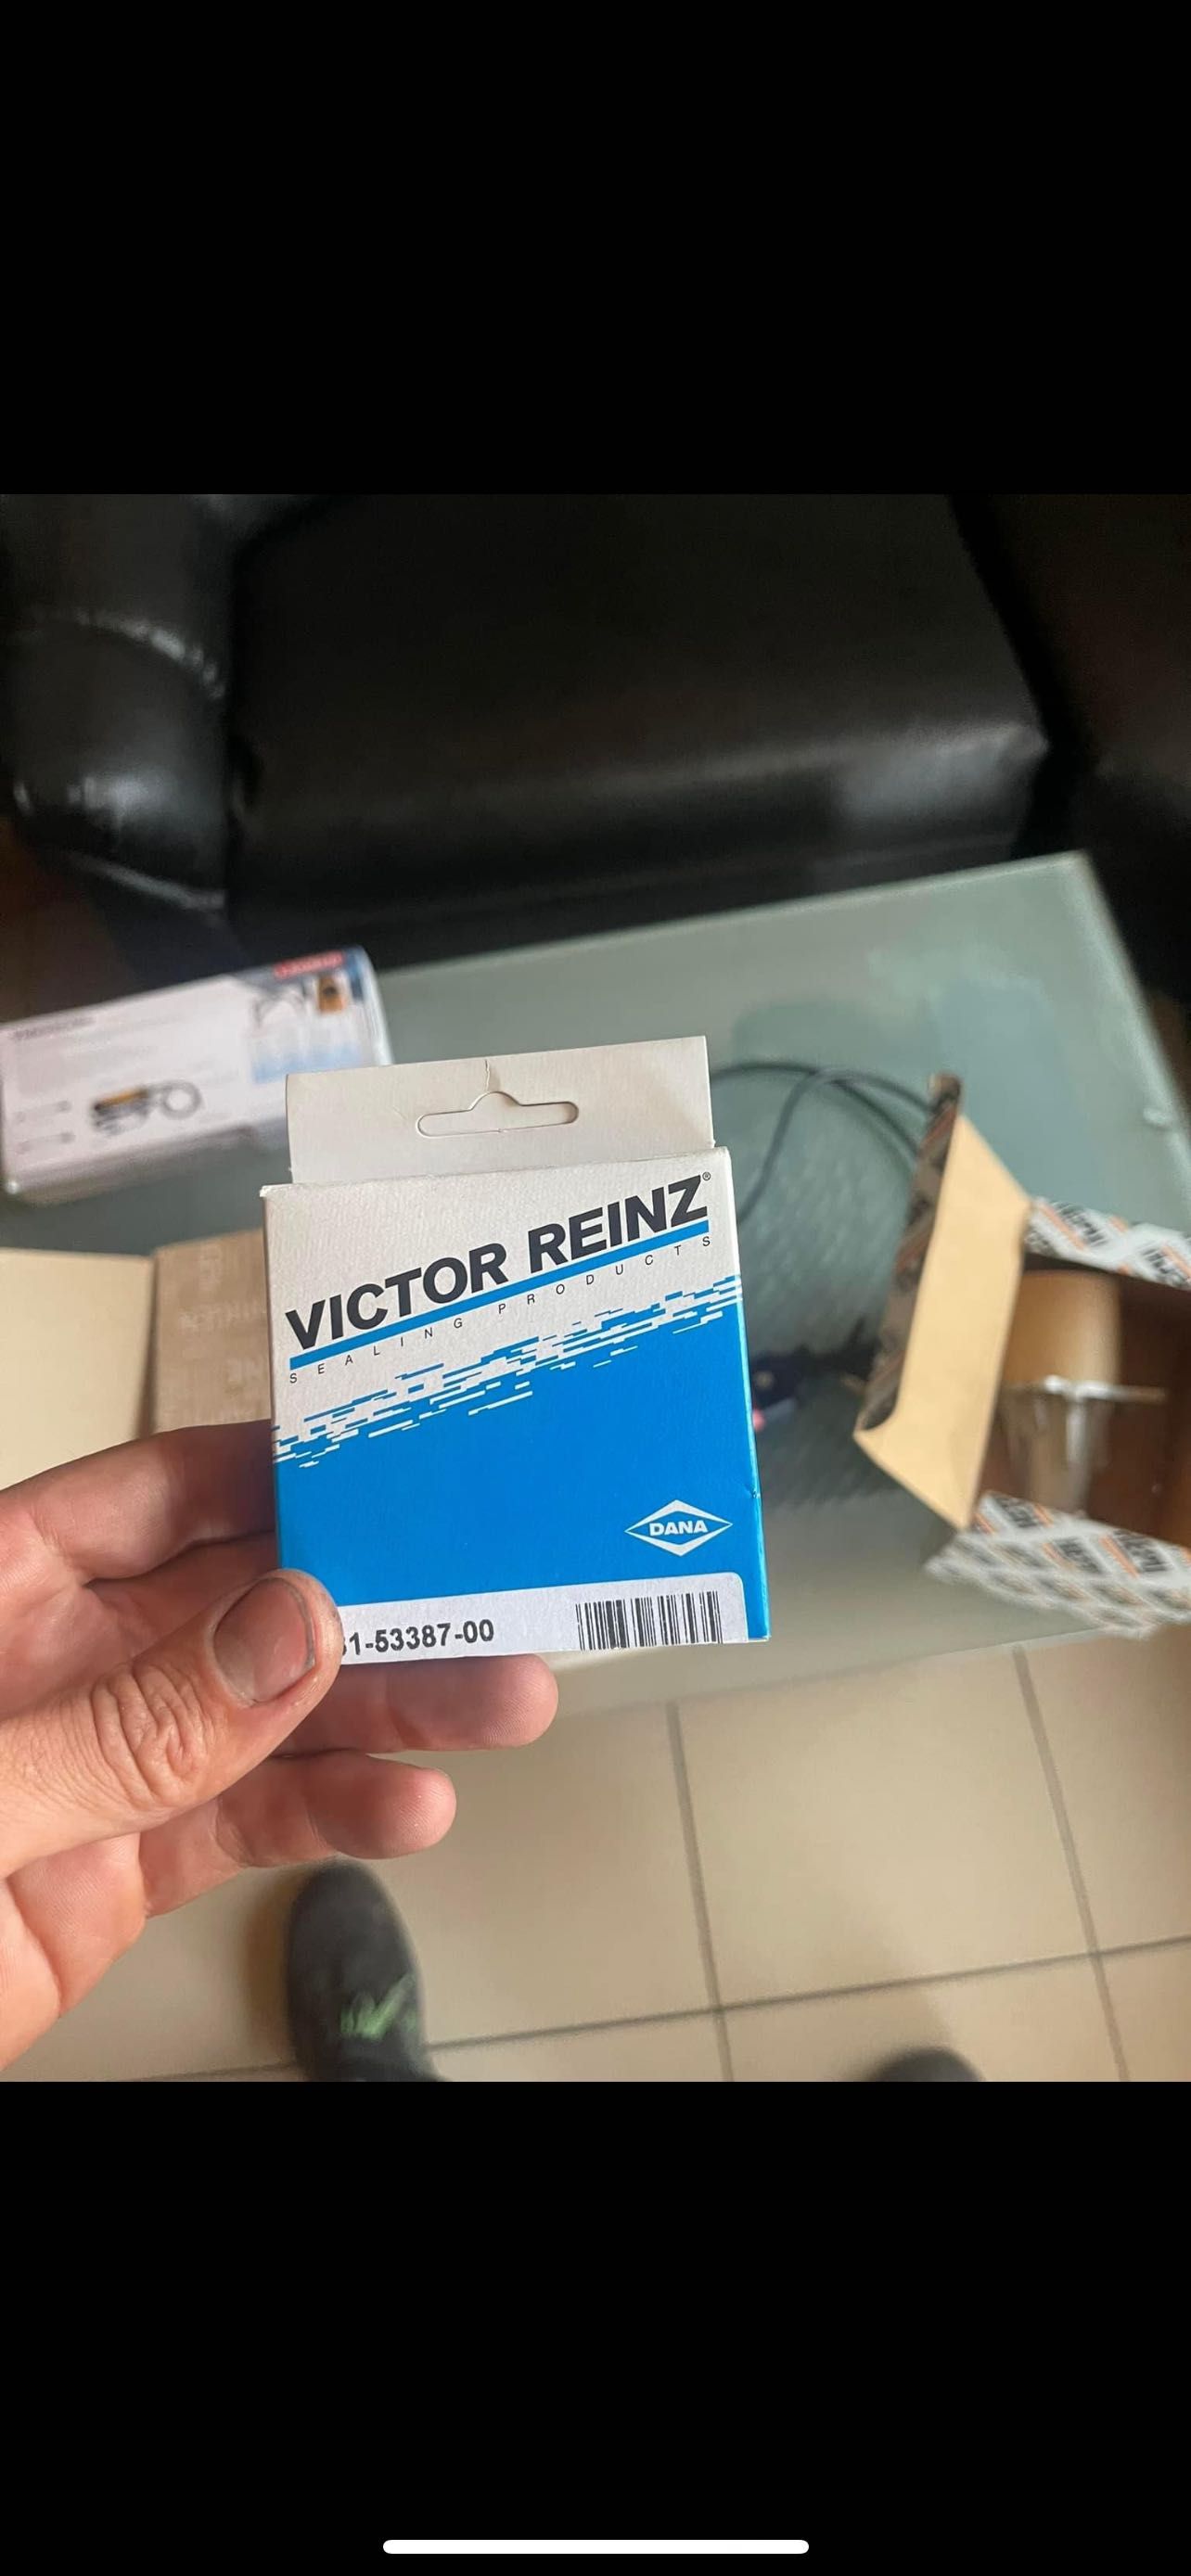 VICTOR REINZ®
SEALING PRODUCTS
DANA
1-53387-00